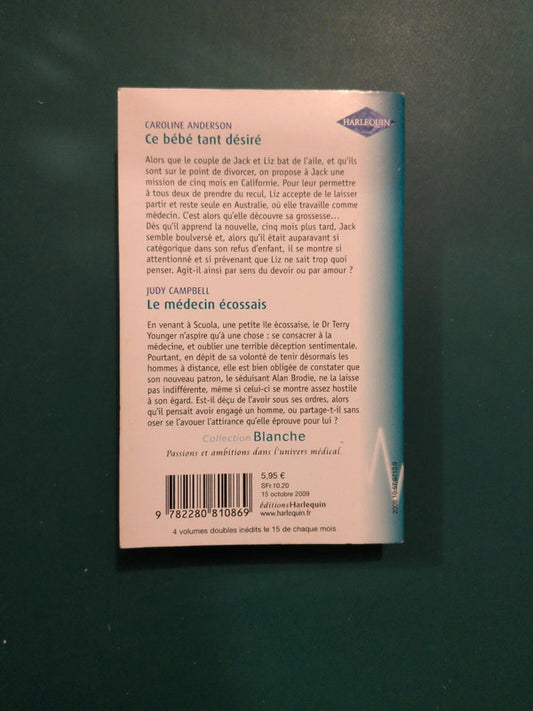 HARLEQUIN
CAROLINE ANDERSON
Ce bébé tant désiré
Alors que le couple de Jack et Liz bat de l'aile, et qu'ils
sont sur le point de divorcer, on propose à Jack une
mission de cinq mois en Californie. Pour leur permettre
à tous deux de prendre du recul, Liz accepte de le laisser
partir et reste seule en Australie, où elle travaille comme
médecin. C'est alors qu'elle découvre sa grossesse...
Dès qu'il apprend la nouvelle, cinq mois plus tard, Jack
semble boulversé et, alors qu'il était auparavant si
catégorique dans son refus d'enfant, il se montre si
attentionné et si prévenant que Liz ne sait trop quoi
penser. Agit-il ainsi par sens du devoir ou par amour ?
JUDY CAMPBELL
Le médecin écossais
En venant à Scuola, une petite île écossaise, le Dr Terry
Younger n'aspire qu'à une chose : se consacrer à la
médecine, et oublier une terrible déception sentimentale.
Pourtant, en dépit de sa volonté de tenir désormais les
hommes à distance, elle est bien obligée de constater que
son nouveau patron, le séduisant Alan Brodie, ne la laisse
pas indifférente, même si celui-ci se montre assez hostile
à son égard. Est-il déçu de l'avoir sous ses ordres, alors
qu'il pensait avoir engagé un homme, ou partage-t-il sans
oser se l'avouer l'attirance qu'elle éprouve pour lui ?
Collection Blanche
Passions et ambitions dans l'univers médical.
5,95 €
SFr.10.20
15 octobre 2009
éditionsHarlequin
www.harlequin.fr
9 782280 810869
4 volumes doubles inédits le 15 de chaque mois